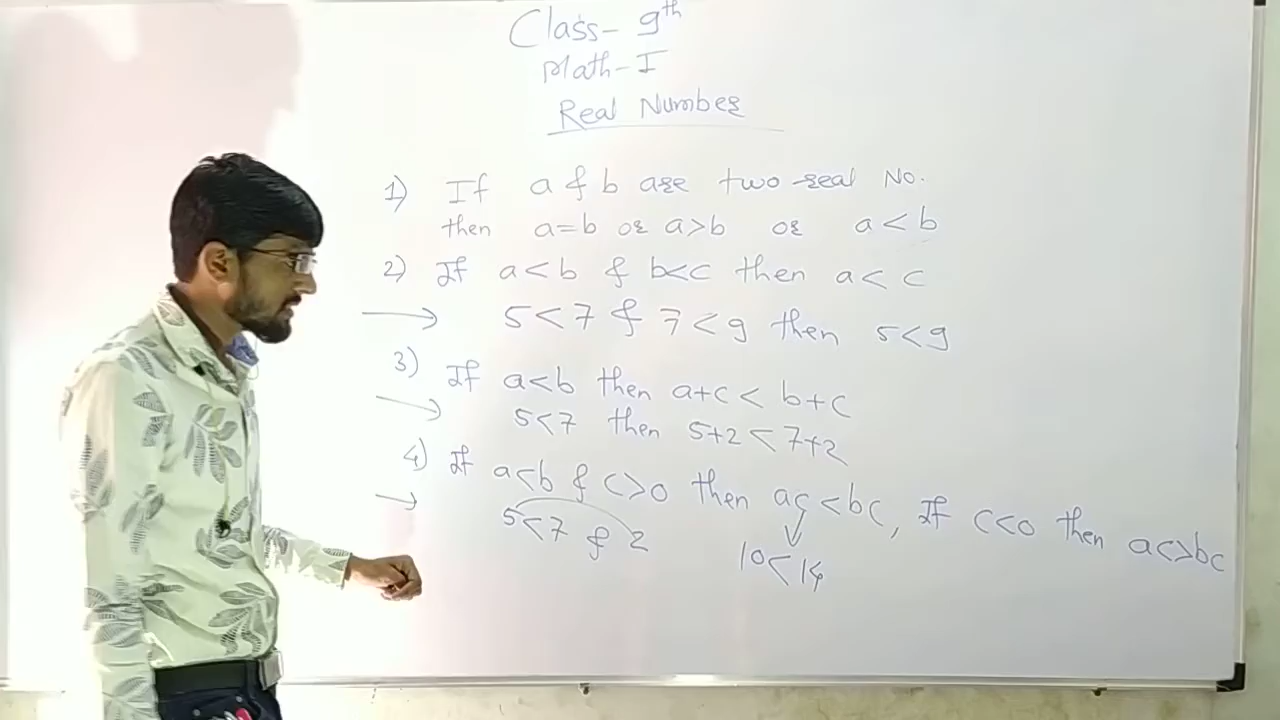 Class- 9th
Math-I
Real Number
1) If a & b are two real No.
then a=b or a>b or a<b
2) If a<b & b<c then a<c
→ 5<7 & 7<9 then 5<9
3) If a<b then a+c < b+c
→ 5<7 then 5+2<7+2
4) If a<b & c>0 then ac<bc, If c<0 then ac>bc
→ 5<7 & 2
10<14